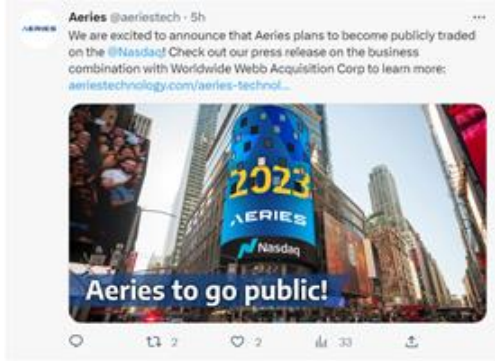 Aeries @aeriestech · 5h
AERIES
We are excited to announce that Aeries plans to become publicly traded
on the @Nasdaq! Check out our press release on the business
combination with Worldwide Webb Acquisition Corp to learn more:
aeriestechnology.com/aeries-technol...
2023
AERIES
Nasdaq
Aeries to go public!
2
2
33